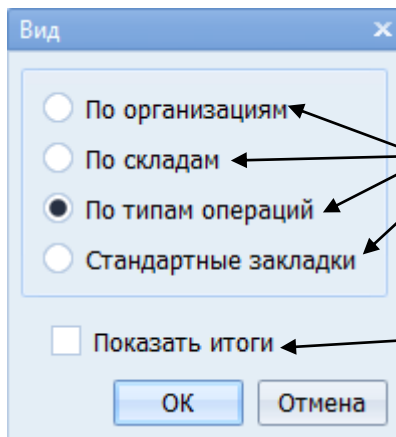 Вид
По организациям
По складам
По типам операций
Стандартные закладки
Показать итоги
ОК Отмена